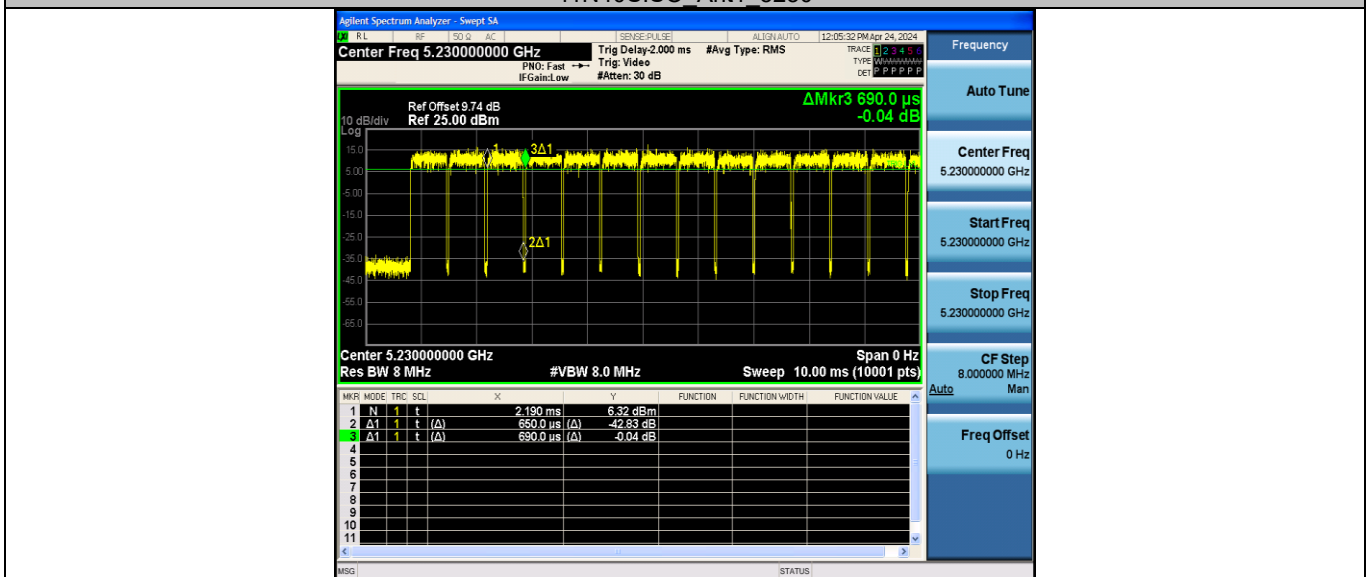 Agilent Spectrum Analyzer - Swept SA
RL RF 50 Ω AC SENSE:PULSE ALIGNAUTO 12:05:32 PM Apr 24, 2024
Center Freq 5.230000000 GHz
PNO: Fast
IFGain:Low
Trig Delay-2.000 ms
Trig: Video
#Atten: 30 dB
#Avg Type: RMS
TRACE 1 2 3 4 5 6
TYPE
DET P P P P P P
Frequency
Auto Tune
Center Freq
5.230000000 GHz
Start Freq
5.230000000 GHz
Stop Freq
5.230000000 GHz
CF Step
8.000000 MHz
Auto Man
Freq Offset
0 Hz
Ref Offset 9.74 dB
10 dB/div Ref 25.00 dBm
Log
ΔMkr3 690.0 µs
-0.04 dB
15.0
5.00
-5.00
-15.0
-25.0
-35.0
-45.0
-55.0
-65.0
1
3Δ1
2Δ1
Center 5.230000000 GHz Span 0 Hz
Res BW 8 MHz #VBW 8.0 MHz Sweep 10.00 ms (10001 pts)
MKR MODE TRC SCL X Y FUNCTION FUNCTION WIDTH FUNCTION VALUE
1 N 1 t 2.190 ms 6.32 dBm
2 Δ1 1 t (Δ) 650.0 µs (Δ) -42.83 dB
3 Δ1 1 t (Δ) 690.0 µs (Δ) -0.04 dB
4
5
6
7
8
9
10
11
MSG STATUS